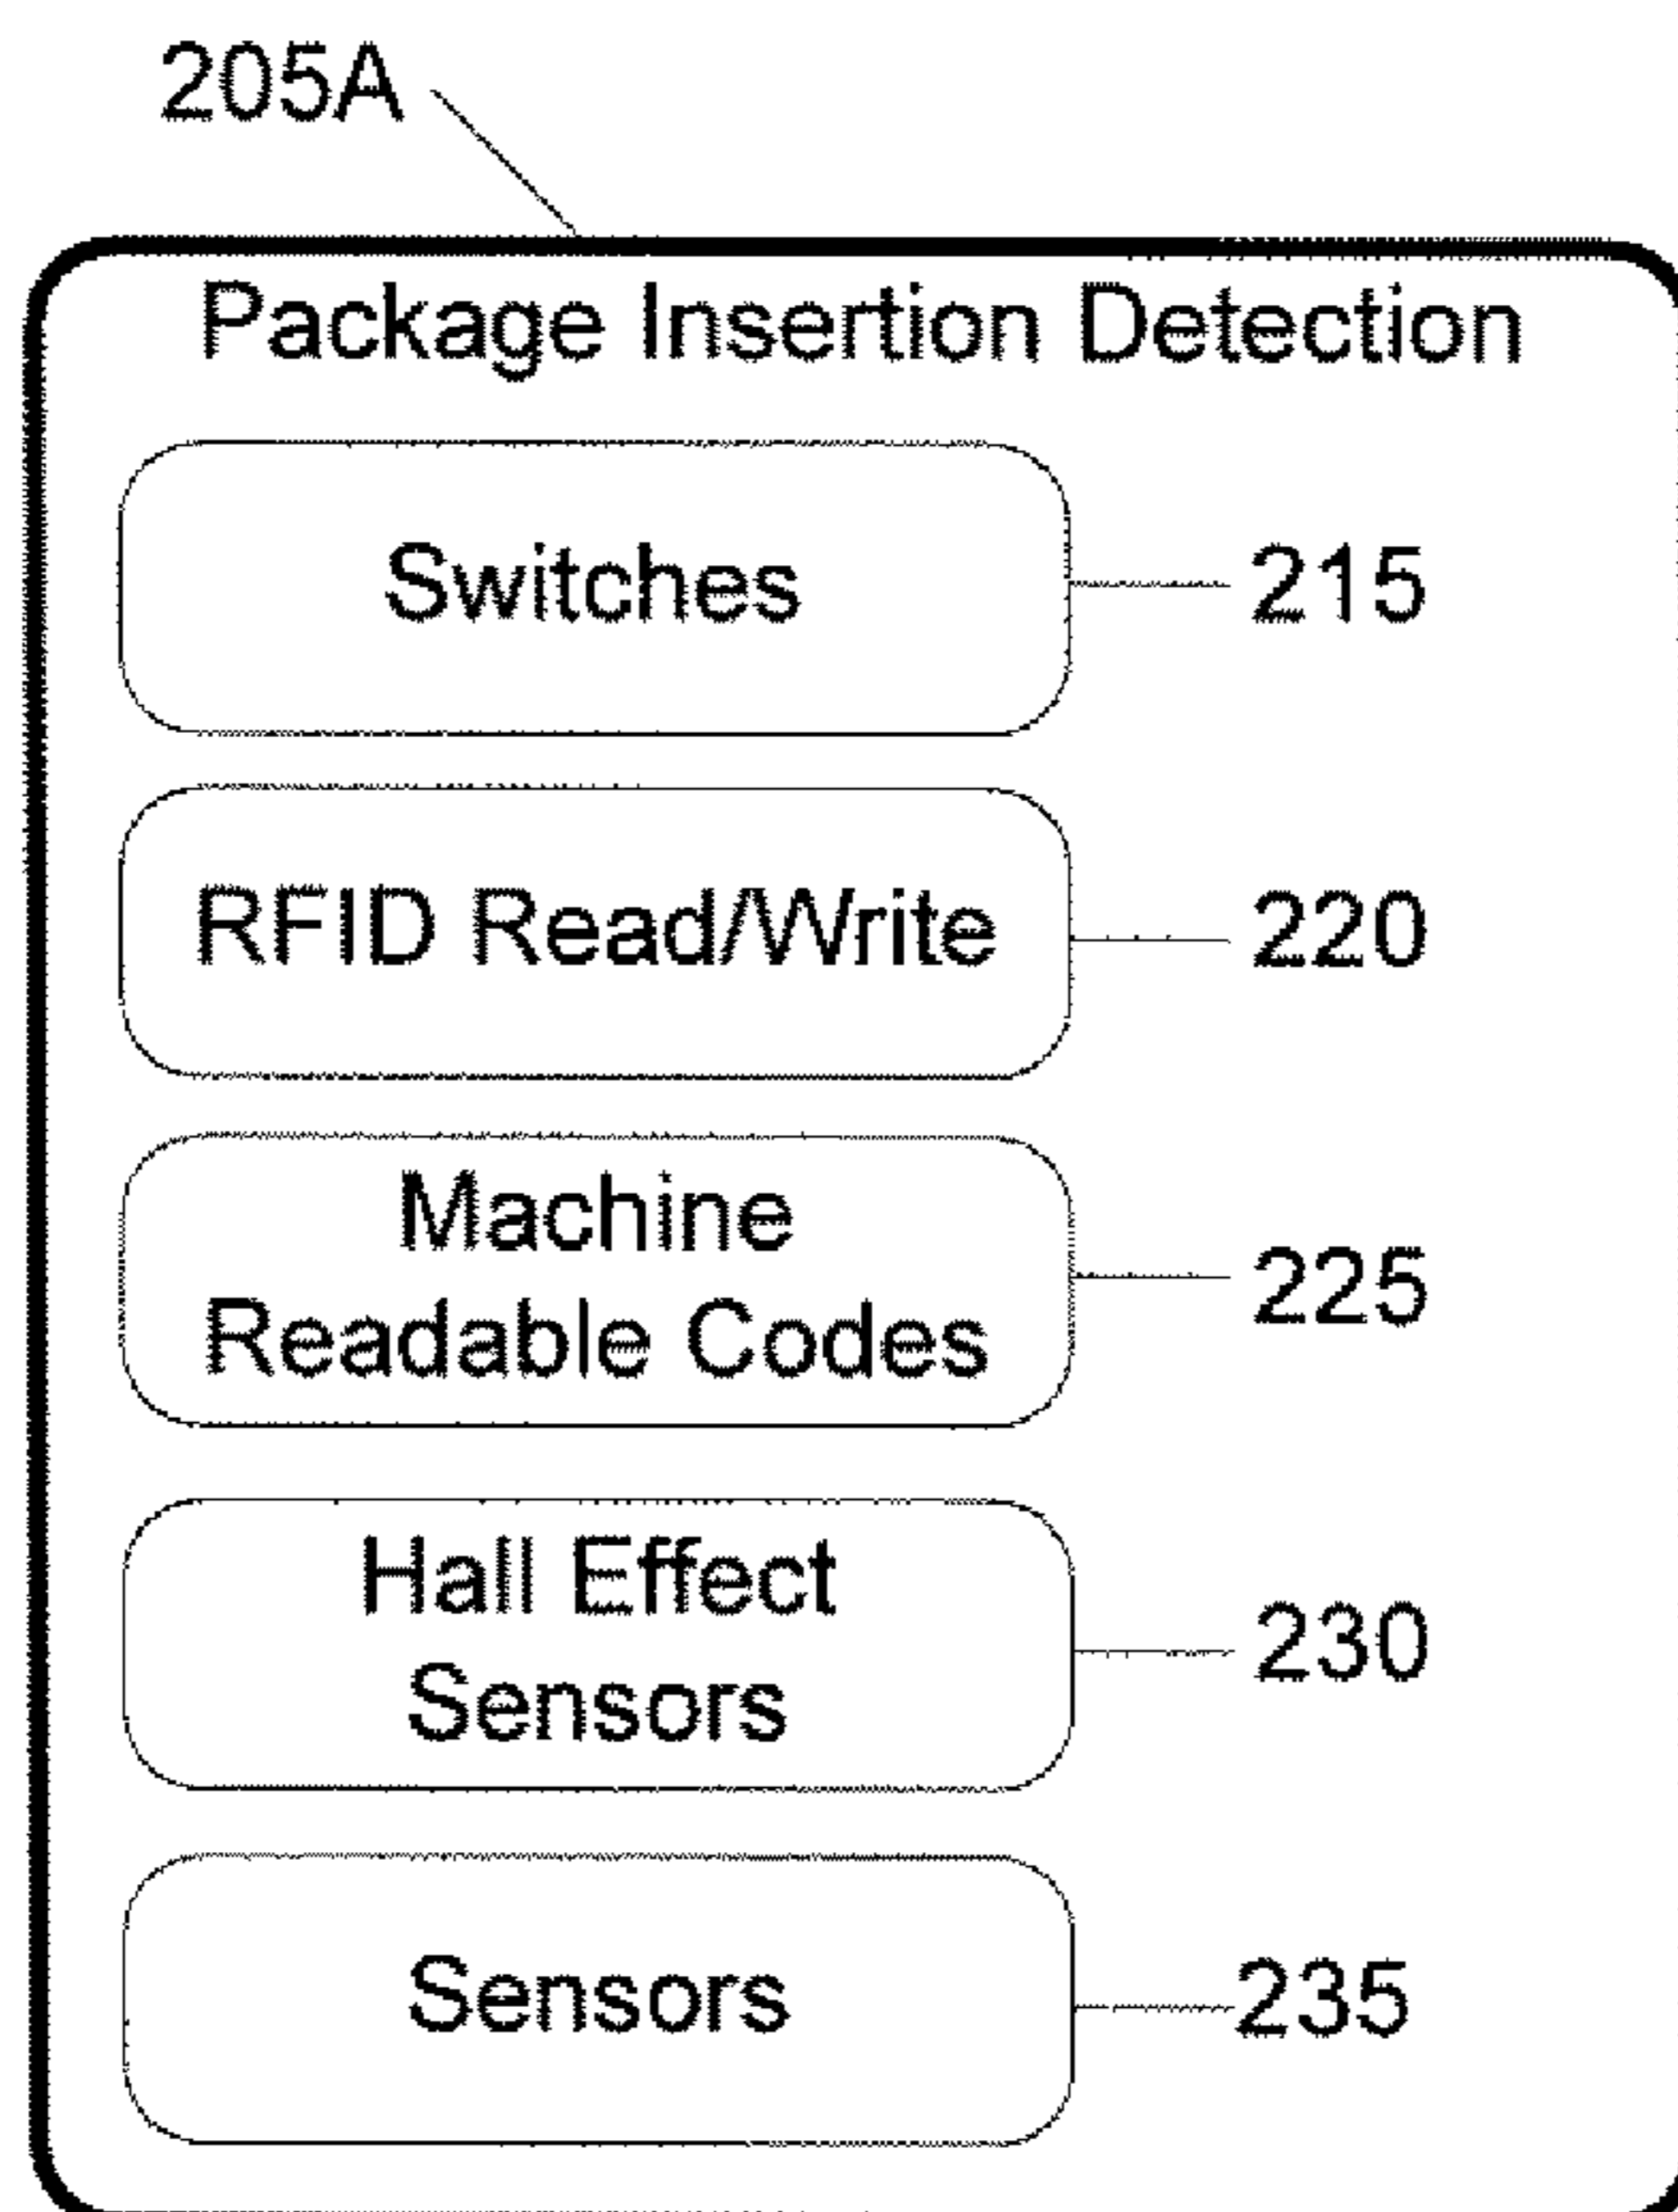 205A
Package Insertion Detection
Switches
215
RFID Read/Write
220
Machine
Readable Codes
225
Hall Effect
Sensors
230
Sensors
235